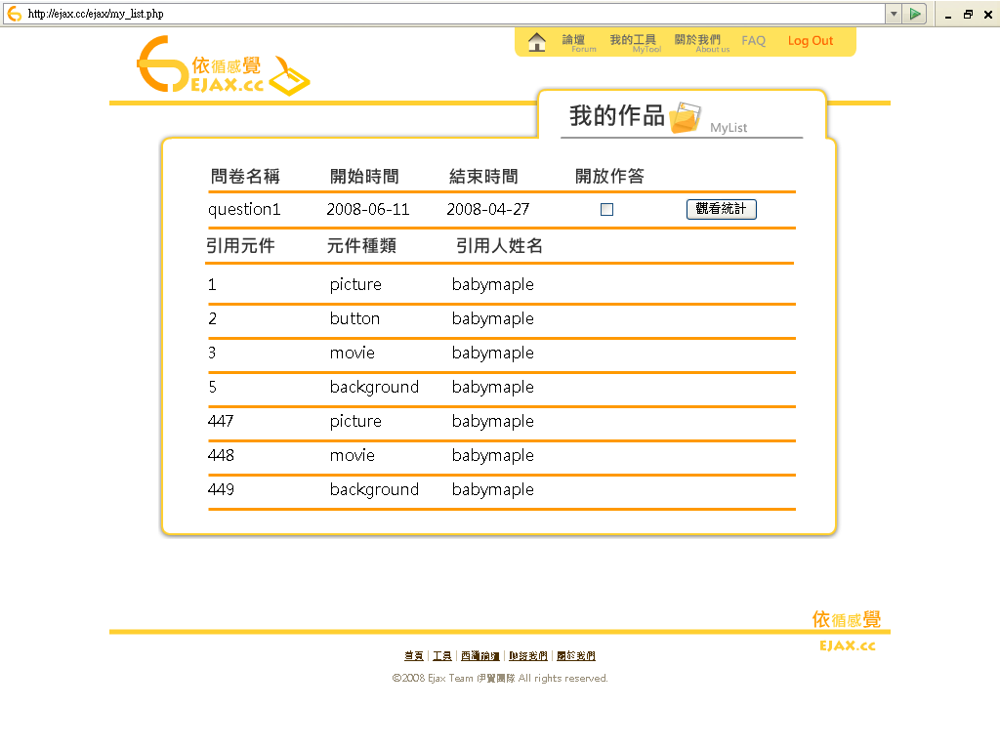 http://ejax.cc/ejax/my_list.php
論壇 我的工具 關於我們 FAQ Log Out
Forum MyTool About us
依循感覺
EJAX.cc
我的作品 MyList
問卷名稱 開始時間 結束時間 開放作答
question1 2008-06-11 2008-04-27 觀看統計
引用元件 元件種類 引用人姓名
1 picture babymaple
2 button babymaple
3 movie babymaple
5 background babymaple
447 picture babymaple
448 movie babymaple
449 background babymaple
依循感覺
EJAX.cc
首頁 | 工具 | 西灣論壇 | 聯絡我們 | 關於我們
©2008 Ejax Team 伊賀團隊 All rights reserved.